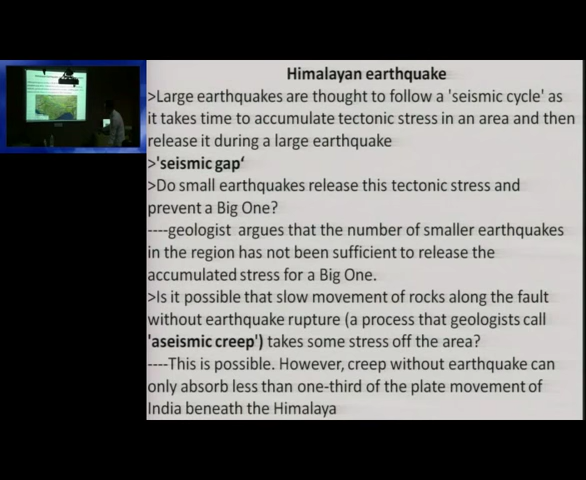 Himalayan earthquake
>Large earthquakes are thought to follow a 'seismic cycle' as
it takes time to accumulate tectonic stress in an area and then
release it during a large earthquake
>'seismic gap‘
>Do small earthquakes release this tectonic stress and
prevent a Big One?
----geologist argues that the number of smaller earthquakes
in the region has not been sufficient to release the
accumulated stress for a Big One.
>Is it possible that slow movement of rocks along the fault
without earthquake rupture (a process that geologists call
'aseismic creep') takes some stress off the area?
----This is possible. However, creep without earthquake can
only absorb less than one-third of the plate movement of
India beneath the Himalaya